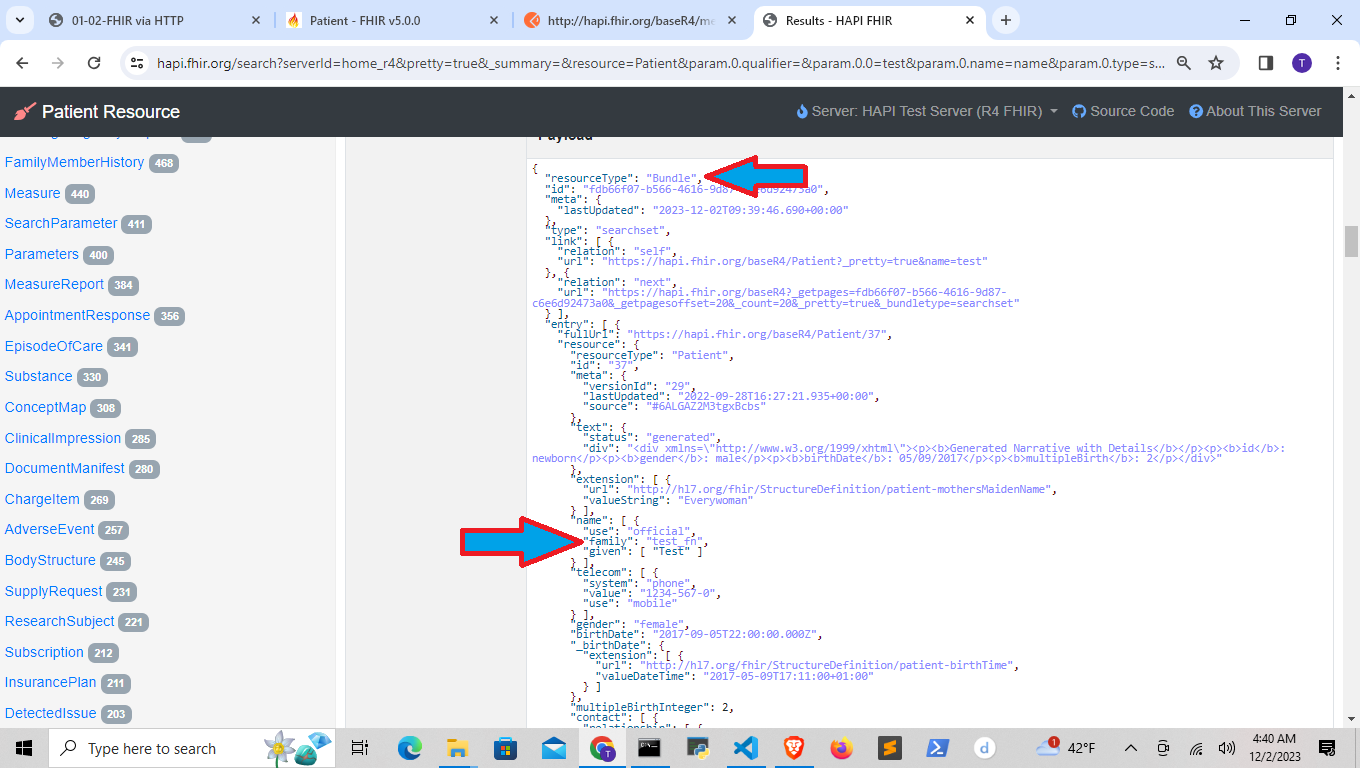 01-02-FHIR via HTTP
Patient - FHIR v5.0.0
http://hapi.fhir.org/baseR4/me
Results - HAPI FHIR
hapi.fhir.org/search?serverId=home_r4&pretty=true&_summary=&resource=Patient&param.0.qualifier=&param.0.0=test&param.0.name=name&param.0.type=s...
T
Patient Resource
Server: HAPI Test Server (R4 FHIR)
Source Code
About This Server
FamilyMemberHistory 468
Measure 440
SearchParameter 411
Parameters 400
MeasureReport 384
AppointmentResponse 356
EpisodeOfCare 341
Substance 330
ConceptMap 308
ClinicalImpression 285
DocumentManifest 280
ChargeItem 269
AdverseEvent 257
BodyStructure 245
SupplyRequest 231
ResearchSubject 221
Subscription 212
InsurancePlan 211
DetectedIssue 203
Payload
{
"resourceType": "Bundle",
"id": "fdb66f07-b566-4616-9d87-
"meta": {
"lastUpdated": "2023-12-02T09:39:46.690+00:00"
},
"type": "searchset",
"link": [ {
"relation": "self",
"url": "https://hapi.fhir.org/baseR4/Patient?_pretty=true&name=test"
}, {
"relation": "next",
"url": "https://hapi.fhir.org/baseR4?_getpages=fdb66f07-b566-4616-9d87-
c6e6d92473a0&_getpagesoffset=20&_count=20&_pretty=true&_bundletype=searchset"
} ],
"entry": [ {
"fullUrl": "https://hapi.fhir.org/baseR4/Patient/37",
"resource": {
"resourceType": "Patient",
"id": "37",
"meta": {
"versionId": "29",
"lastUpdated": "2022-09-28T16:27:21.935+00:00",
"source": "#6ALGAZ2M3tgxBcbs"
},
"text": {
"status": "generated",
"div": "<div xmlns=\"http://www.w3.org/1999/xhtml\"><p><b>Generated Narrative with Details</b></p><p><b>id</b>:
newborn</p><p><b>gender</b>: male</p><p><b>birthDate</b>: 05/09/2017</p><p><b>multipleBirth</b>: 2</p></div>"
},
"extension": [ {
"url": "http://hl7.org/fhir/StructureDefinition/patient-mothersMaidenName",
"valueString": "Everywoman"
} ],
"name": [ {
"use": "official",
"family": "test_fn",
"given": [ "Test" ]
} ],
"telecom": [ {
"system": "phone",
"value": "1234-567-0",
"use": "mobile"
} ],
"gender": "female",
"birthDate": "2017-09-05T22:00:00.000Z",
"_birthDate": {
"extension": [ {
"url": "http://hl7.org/fhir/StructureDefinition/patient-birthTime",
"valueDateTime": "2017-05-09T17:11:00+01:00"
} ]
},
"multipleBirthInteger": 2,
"contact": [ {
"relationship": [ {
Type here to search
T
d
1
42°F
4:40 AM
12/2/2023